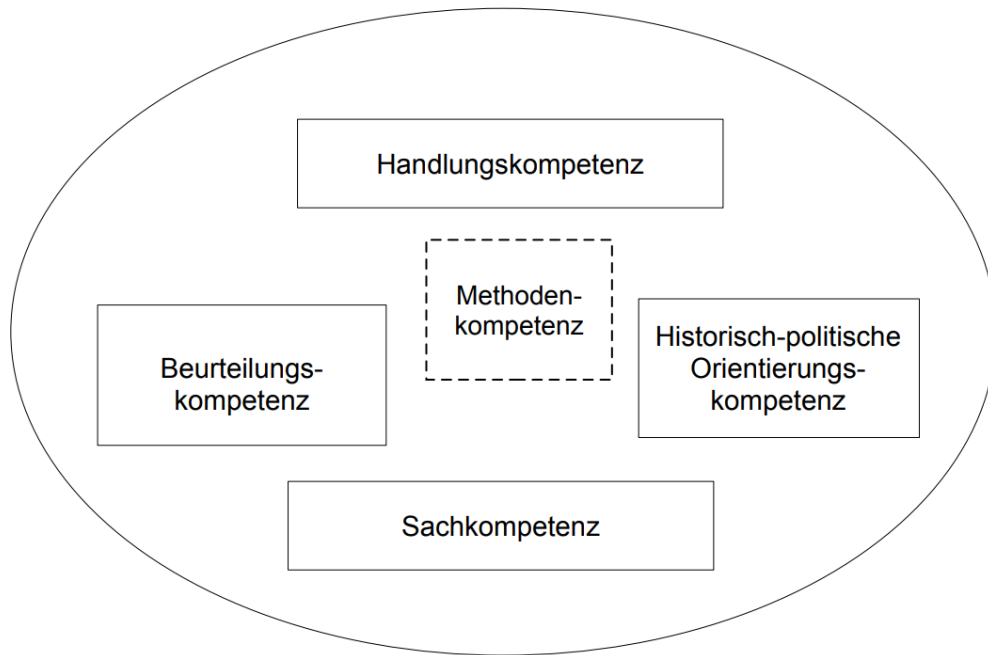 Handlungskompetenz
Methoden-
kompetenz
Beurteilungs-
kompetenz
Historisch-politische
Orientierungs-
kompetenz
Sachkompetenz